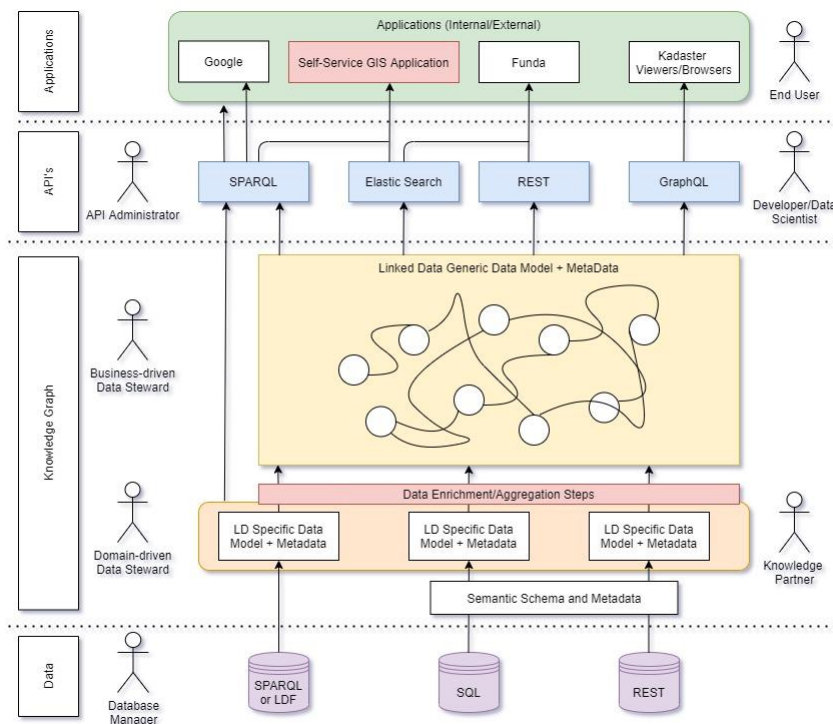 Applications (Internal/External)
Applications
Google
Self-Service GIS Application
Funda
Kadaster
Viewers/Browsers
End User
API's
API Administrator
SPARQL
Elastic Search
REST
GraphQL
Developer/Data
Scientist
Knowledge Graph
Linked Data Generic Data Model + MetaData
Business-driven
Data Steward
Data Enrichment/Aggregation Steps
Domain-driven
Data Steward
LD Specific Data
Model + Metadata
LD Specific Data
Model + Metadata
LD Specific Data
Model + Metadata
Knowledge
Partner
Semantic Schema and Metadata
Data
Database
Manager
SPARQL
or LDF
SQL
REST